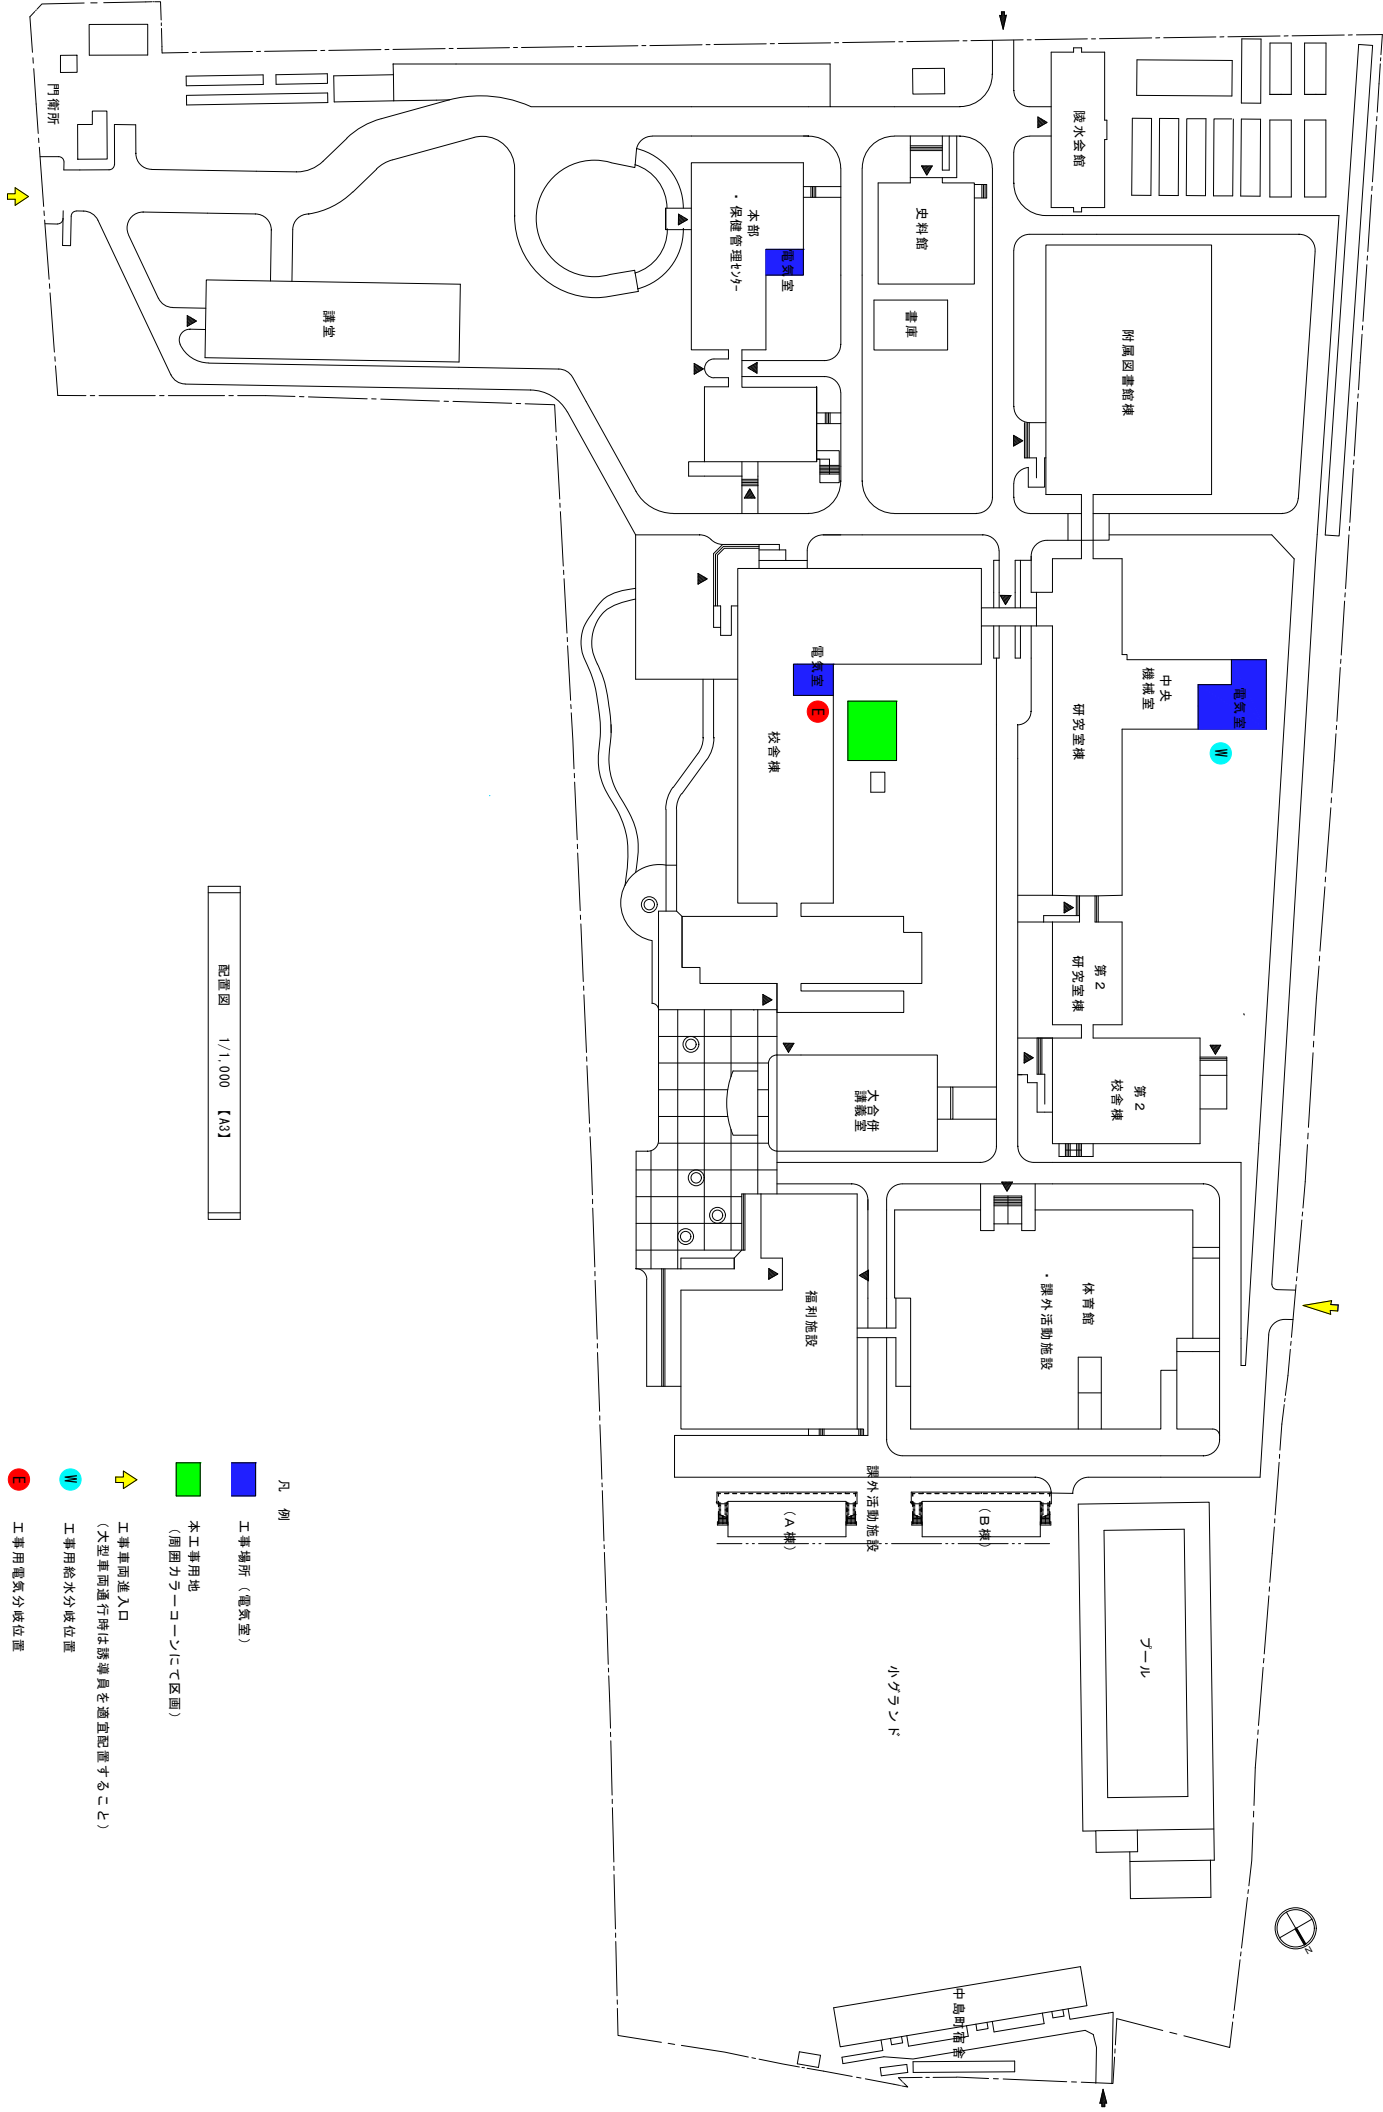 門衛所
陵水会館
本部
・保健管理ｾﾝﾀｰ
電気室
史料館
書庫
講堂
附属図書館棟
電気室
校舎棟
中央
機械室
電気室
研究室棟
E
W
第２
研究室棟
第２
校舎棟
大合併
講義室
福利施設
体育館
・課外活動施設
課外活動施設
(Ａ棟)
(Ｂ棟)
プール
小グランド
中島町宿舎
N
配置図　1/1,000　【A3】
凡　例
工事場所（電気室）
本工事用地
（周囲カラーコーンにて区画）
工事車両進入口
（大型車両通行時は誘導員を適宜配置すること）
W
工事用給水分岐位置
E
工事用電気分岐位置